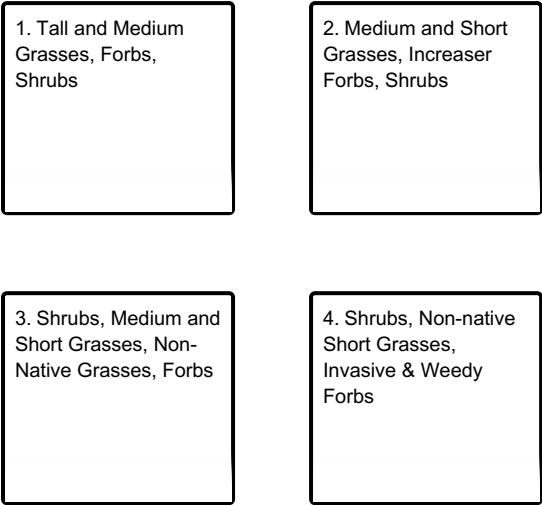 1. Tall and Medium
Grasses, Forbs,
Shrubs
2. Medium and Short
Grasses, Increaser
Forbs, Shrubs
3. Shrubs, Medium and
Short Grasses, Non-
Native Grasses, Forbs
4. Shrubs, Non-native
Short Grasses,
Invasive & Weedy
Forbs